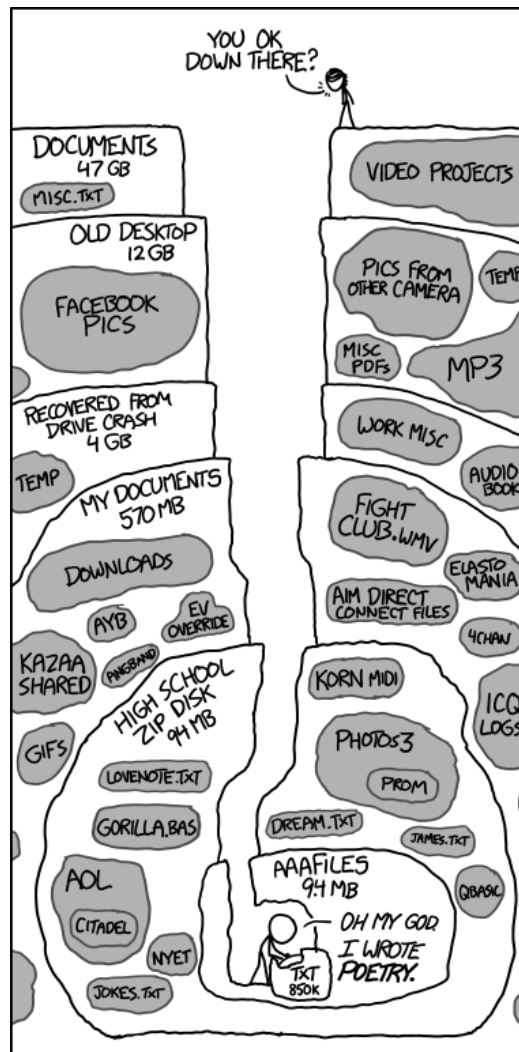 YOU OK
DOWN THERE?
DOCUMENTS
47 GB
MISC.TXT
VIDEO PROJECTS
OLD DESKTOP
12 GB
FACEBOOK
PICS
PICS FROM
OTHER CAMERA
TEMP
MISC
PDFs
MP3
RECOVERED FROM
DRIVE CRASH
4 GB
TEMP
WORK MISC
AUDIO
BOOK
MY DOCUMENTS
570 MB
DOWNLOADS
AYB
EV
OVERRIDE
KAZAA
SHARED
ANGBAND
GIFS
FIGHT
CLUB.WMV
ELASTO
MANIA
AIM DIRECT
CONNECT FILES
4CHAN
ICQ
LOGS
HIGH SCHOOL
ZIP DISK
94 MB
LOVENOTE.TXT
GORILLA.BAS
AOL
CITADEL
NYET
JOKES.TXT
KORN MIDI
PHOTOS3
PROM
DREAM.TXT
JAMES.TXT
QBASIC
AAAFILES
9.4 MB
OH MY GOD.
I WROTE
POETRY.
TXT
850K